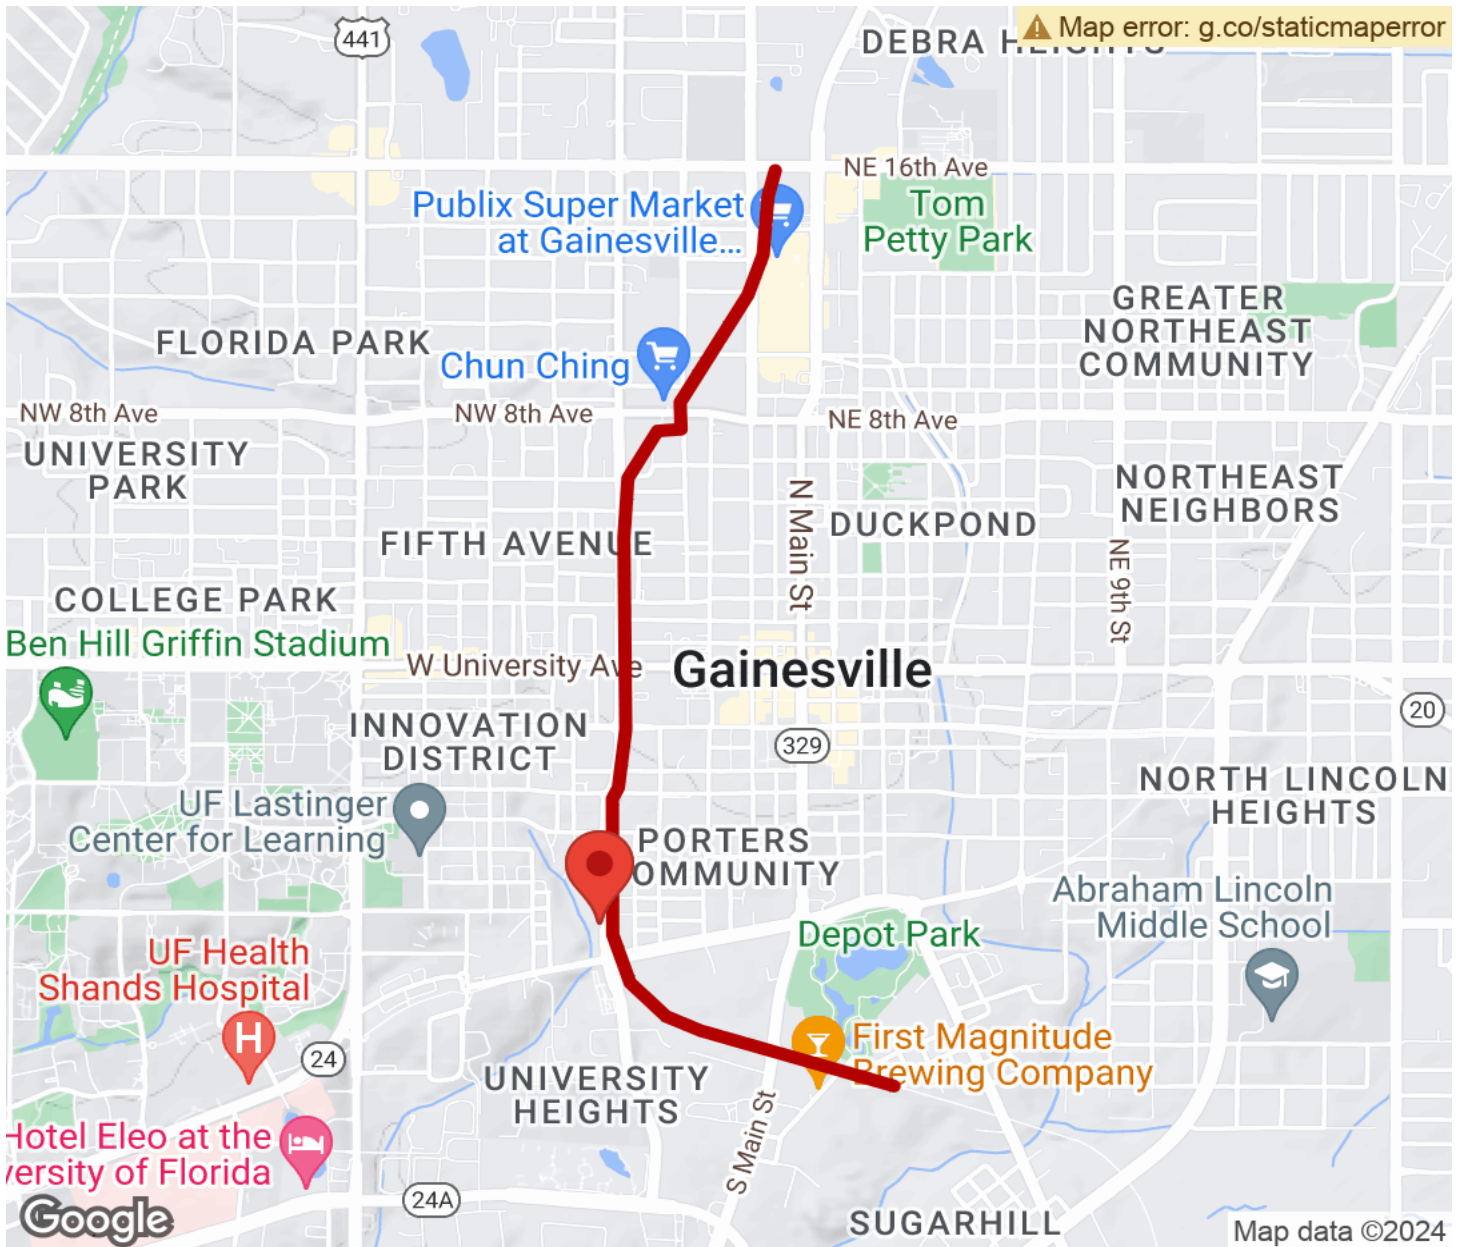 441
Map error: g.co/staticmaperror
DEBRA HEIGHTS
NE 16th Ave
Publix Super Market
at Gainesville...
Tom
Petty Park
GREATER
NORTHEAST
COMMUNITY
FLORIDA PARK
Chun Ching
NW 8th Ave
NW 8th Ave
NE 8th Ave
UNIVERSITY
PARK
NORTHEAST
NEIGHBORS
N Main St
DUCKPOND
FIFTH AVENUE
NE 9th St
COLLEGE PARK
Ben Hill Griffin Stadium
W University Ave
Gainesville
20
INNOVATION
DISTRICT
329
NORTH LINCOLN
HEIGHTS
UF Lastinger
Center for Learning
PORTERS
COMMUNITY
Abraham Lincoln
Middle School
Depot Park
UF Health
Shands Hospital
H
24
First Magnitude
Brewing Company
UNIVERSITY
HEIGHTS
S Main St
Hotel Eleo at the
versity of Florida
24A
Google
SUGARHILL
Map data ©2024